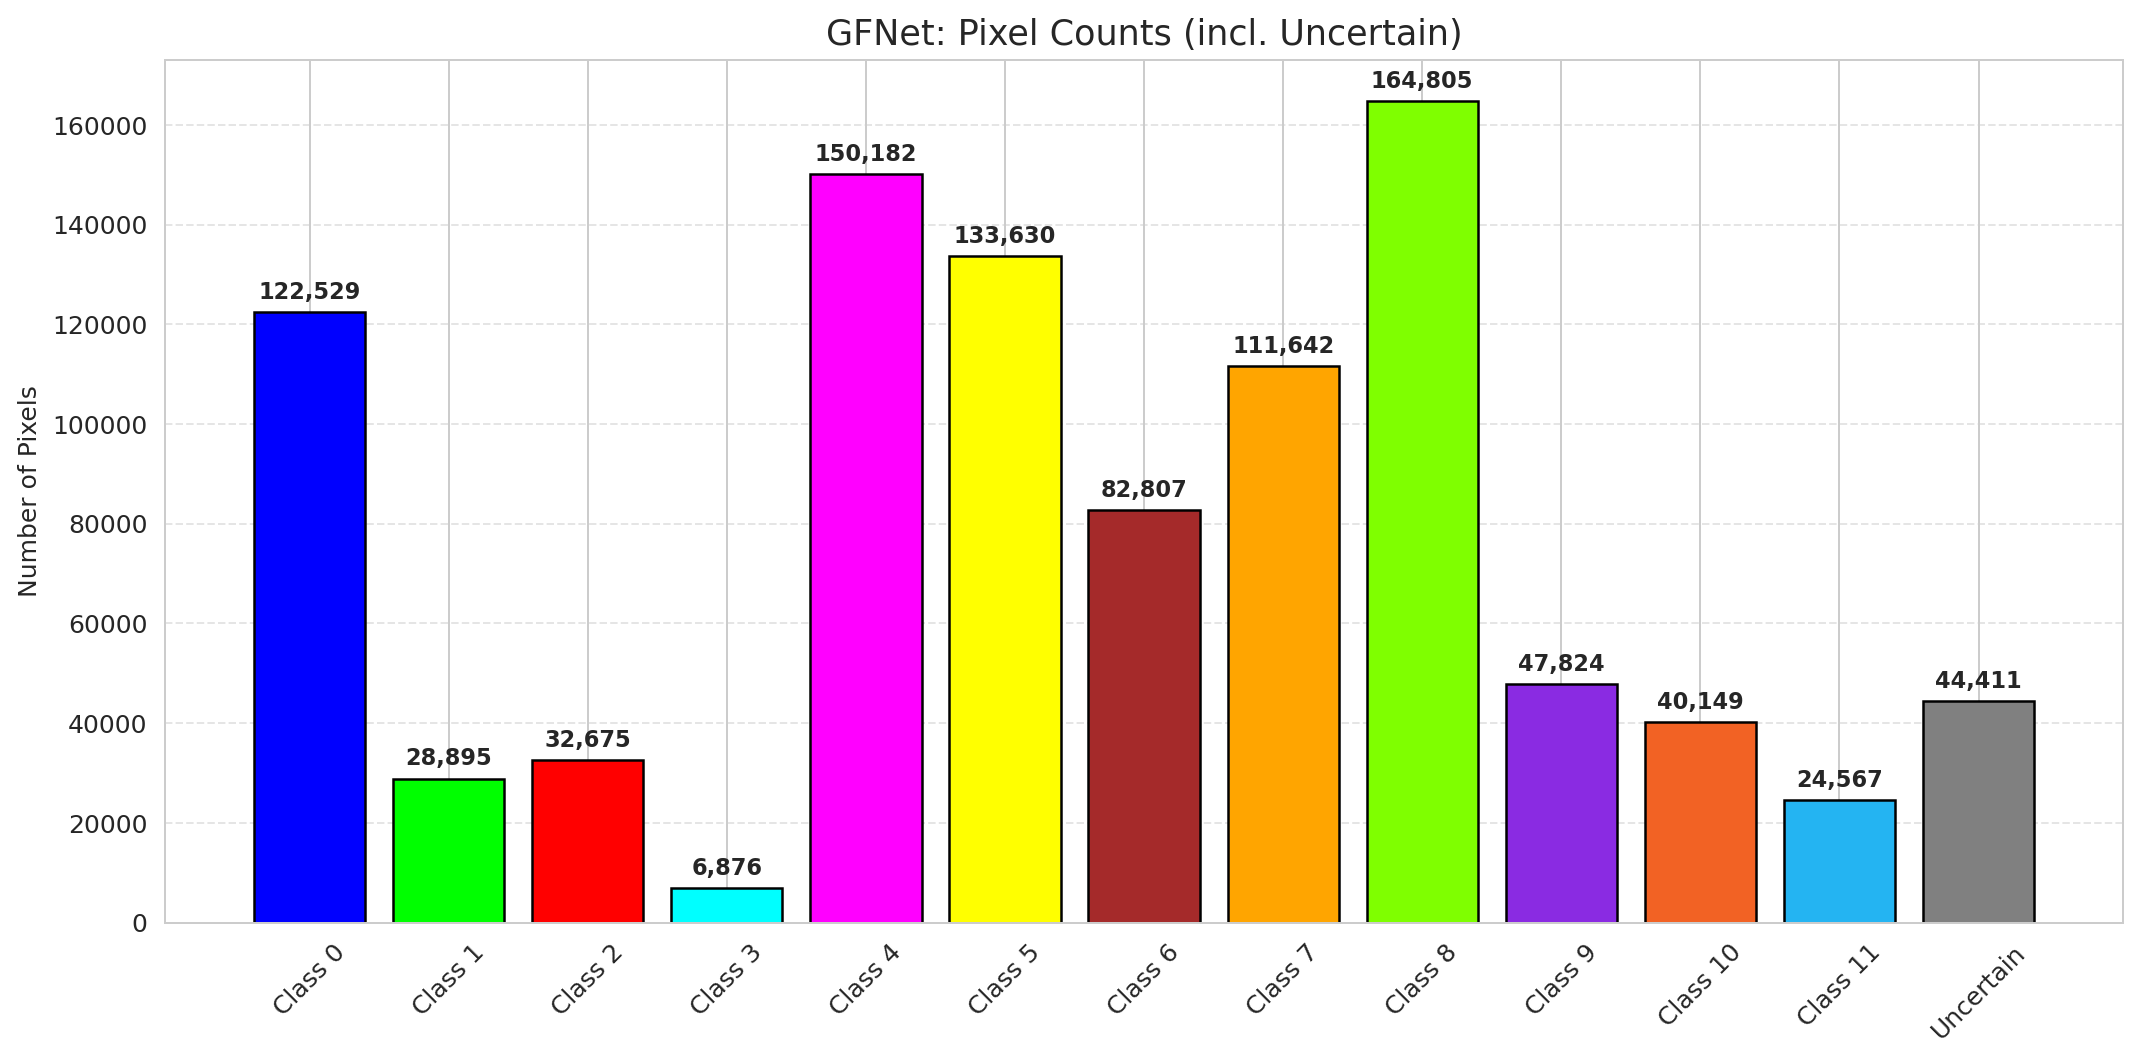 GFNet: Pixel Counts (incl. Uncertain)
Number of Pixels
160000
140000
120000
100000
80000
60000
40000
20000
0
122,529
28,895
32,675
6,876
150,182
133,630
82,807
111,642
164,805
47,824
40,149
24,567
44,411
Class 0
Class 1
Class 2
Class 3
Class 4
Class 5
Class 6
Class 7
Class 8
Class 9
Class 10
Class 11
Uncertain